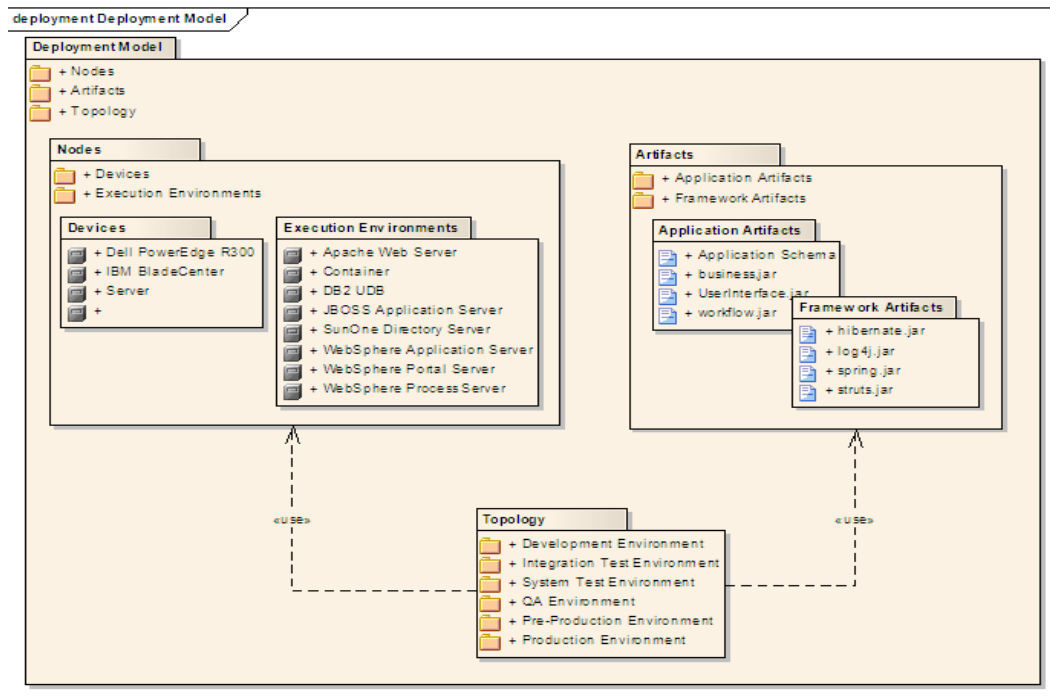 deployment Deployment Model
Deployment Model
+ Nodes
+ Artifacts
+ Topology
Nodes
+ Devices
+ Execution Environments
Devices
+ Dell PowerEdge R300
+ IBM BladeCenter
+ Server
+
Execution Environments
+ Apache Web Server
+ Container
+ DB2 UDB
+ JBOSS Application Server
+ SunOne Directory Server
+ WebSphere Application Server
+ WebSphere Portal Server
+ WebSphere Process Server
Artifacts
+ Application Artifacts
+ Framework Artifacts
Application Artifacts
+ Application Schema
+ business.jar
+ UserInterface.jar
+ workflow.jar
Framework Artifacts
+ hibernate.jar
+ log4j.jar
+ spring.jar
+ struts.jar
«use»
«use»
Topology
+ Development Environment
+ Integration Test Environment
+ System Test Environment
+ QA Environment
+ Pre-Production Environment
+ Production Environment